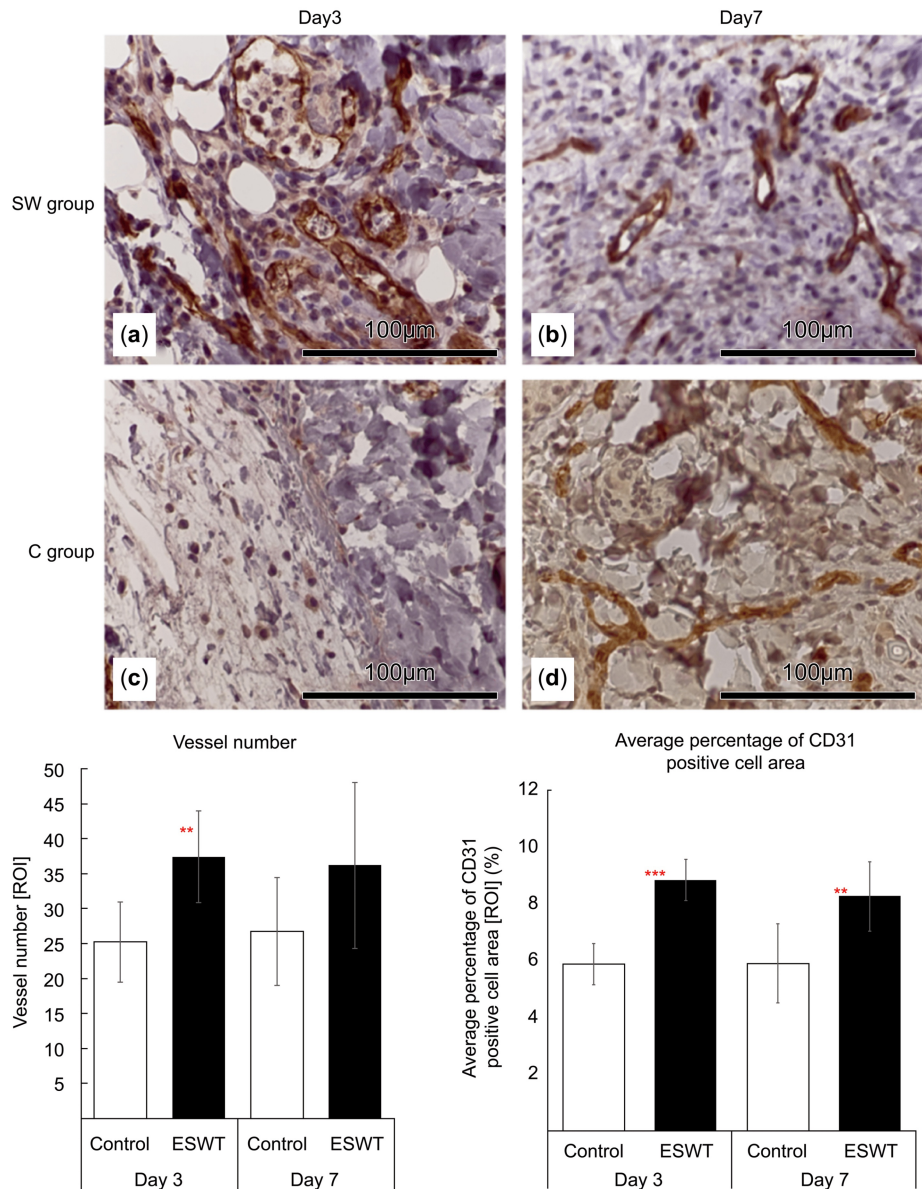 Day3
Day7
SW group
(a)
100μm
(b)
100μm
C group
(c)
100μm
(d)
100μm
Vessel number
Vessel number [ROI]
50
45
40
35
30
25
20
15
10
5
**
Control
ESWT
Control
ESWT
Day 3
Day 7
Average percentage of CD31
positive cell area
Average percentage of CD31
positive cell area [ROI] (%)
12
10
8
6
4
2
***
**
Control
ESWT
Control
ESWT
Day 3
Day 7